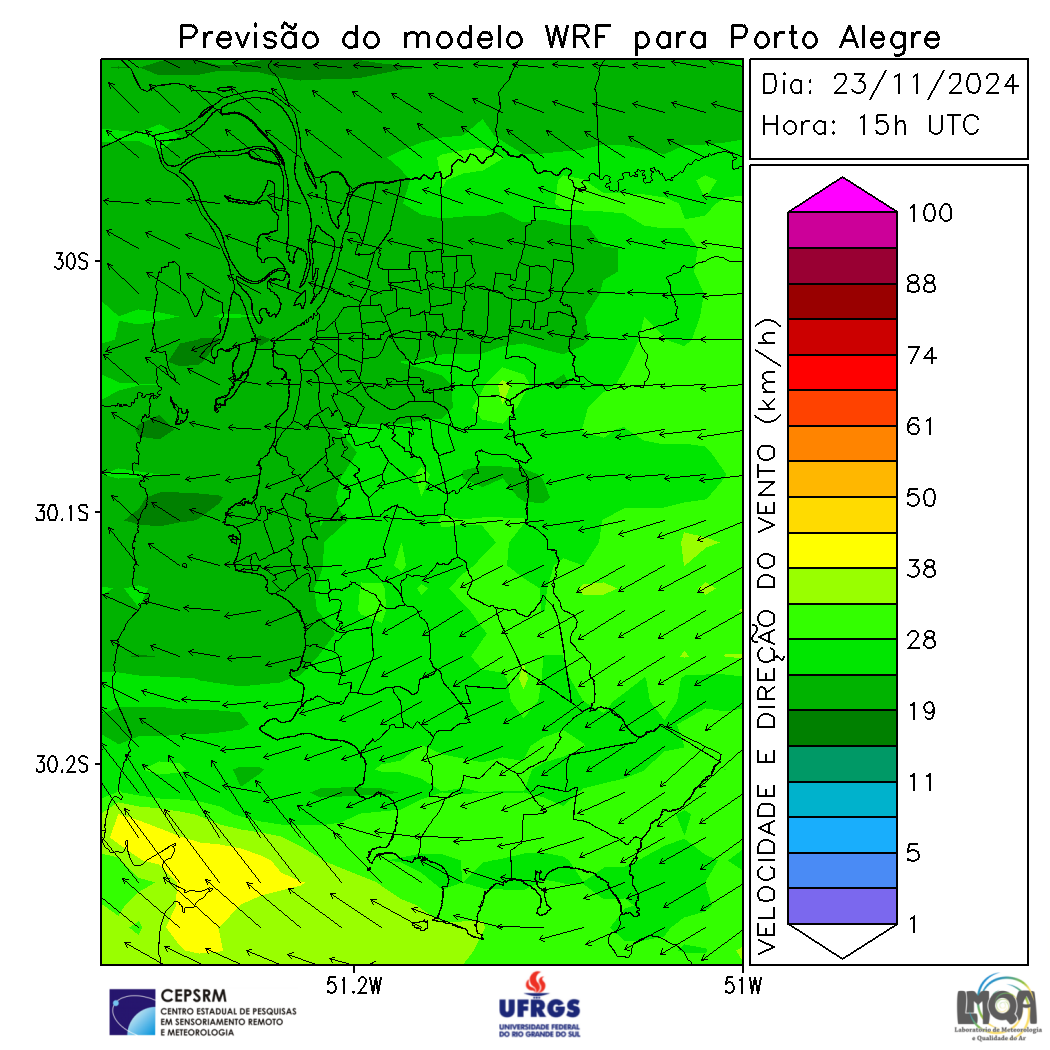 Previsão do modelo WRF para Porto Alegre
Dia: 23/11/2024
Hora: 15h UTC
100
88
74
61
50
38
28
19
11
5
1
VELOCIDADE E DIREÇÃO DO VENTO (km/h)
30S
30.1S
30.2S
51.2W
51W
CEPSRM
CENTRO ESTADUAL DE PESQUISAS
EM SENSORIAMENTO REMOTO
E METEOROLOGIA
UFRGS
UNIVERSIDADE FEDERAL
DO RIO GRANDE DO SUL
LMQA
Laboratório de Meteorologia
e Qualidade do Ar